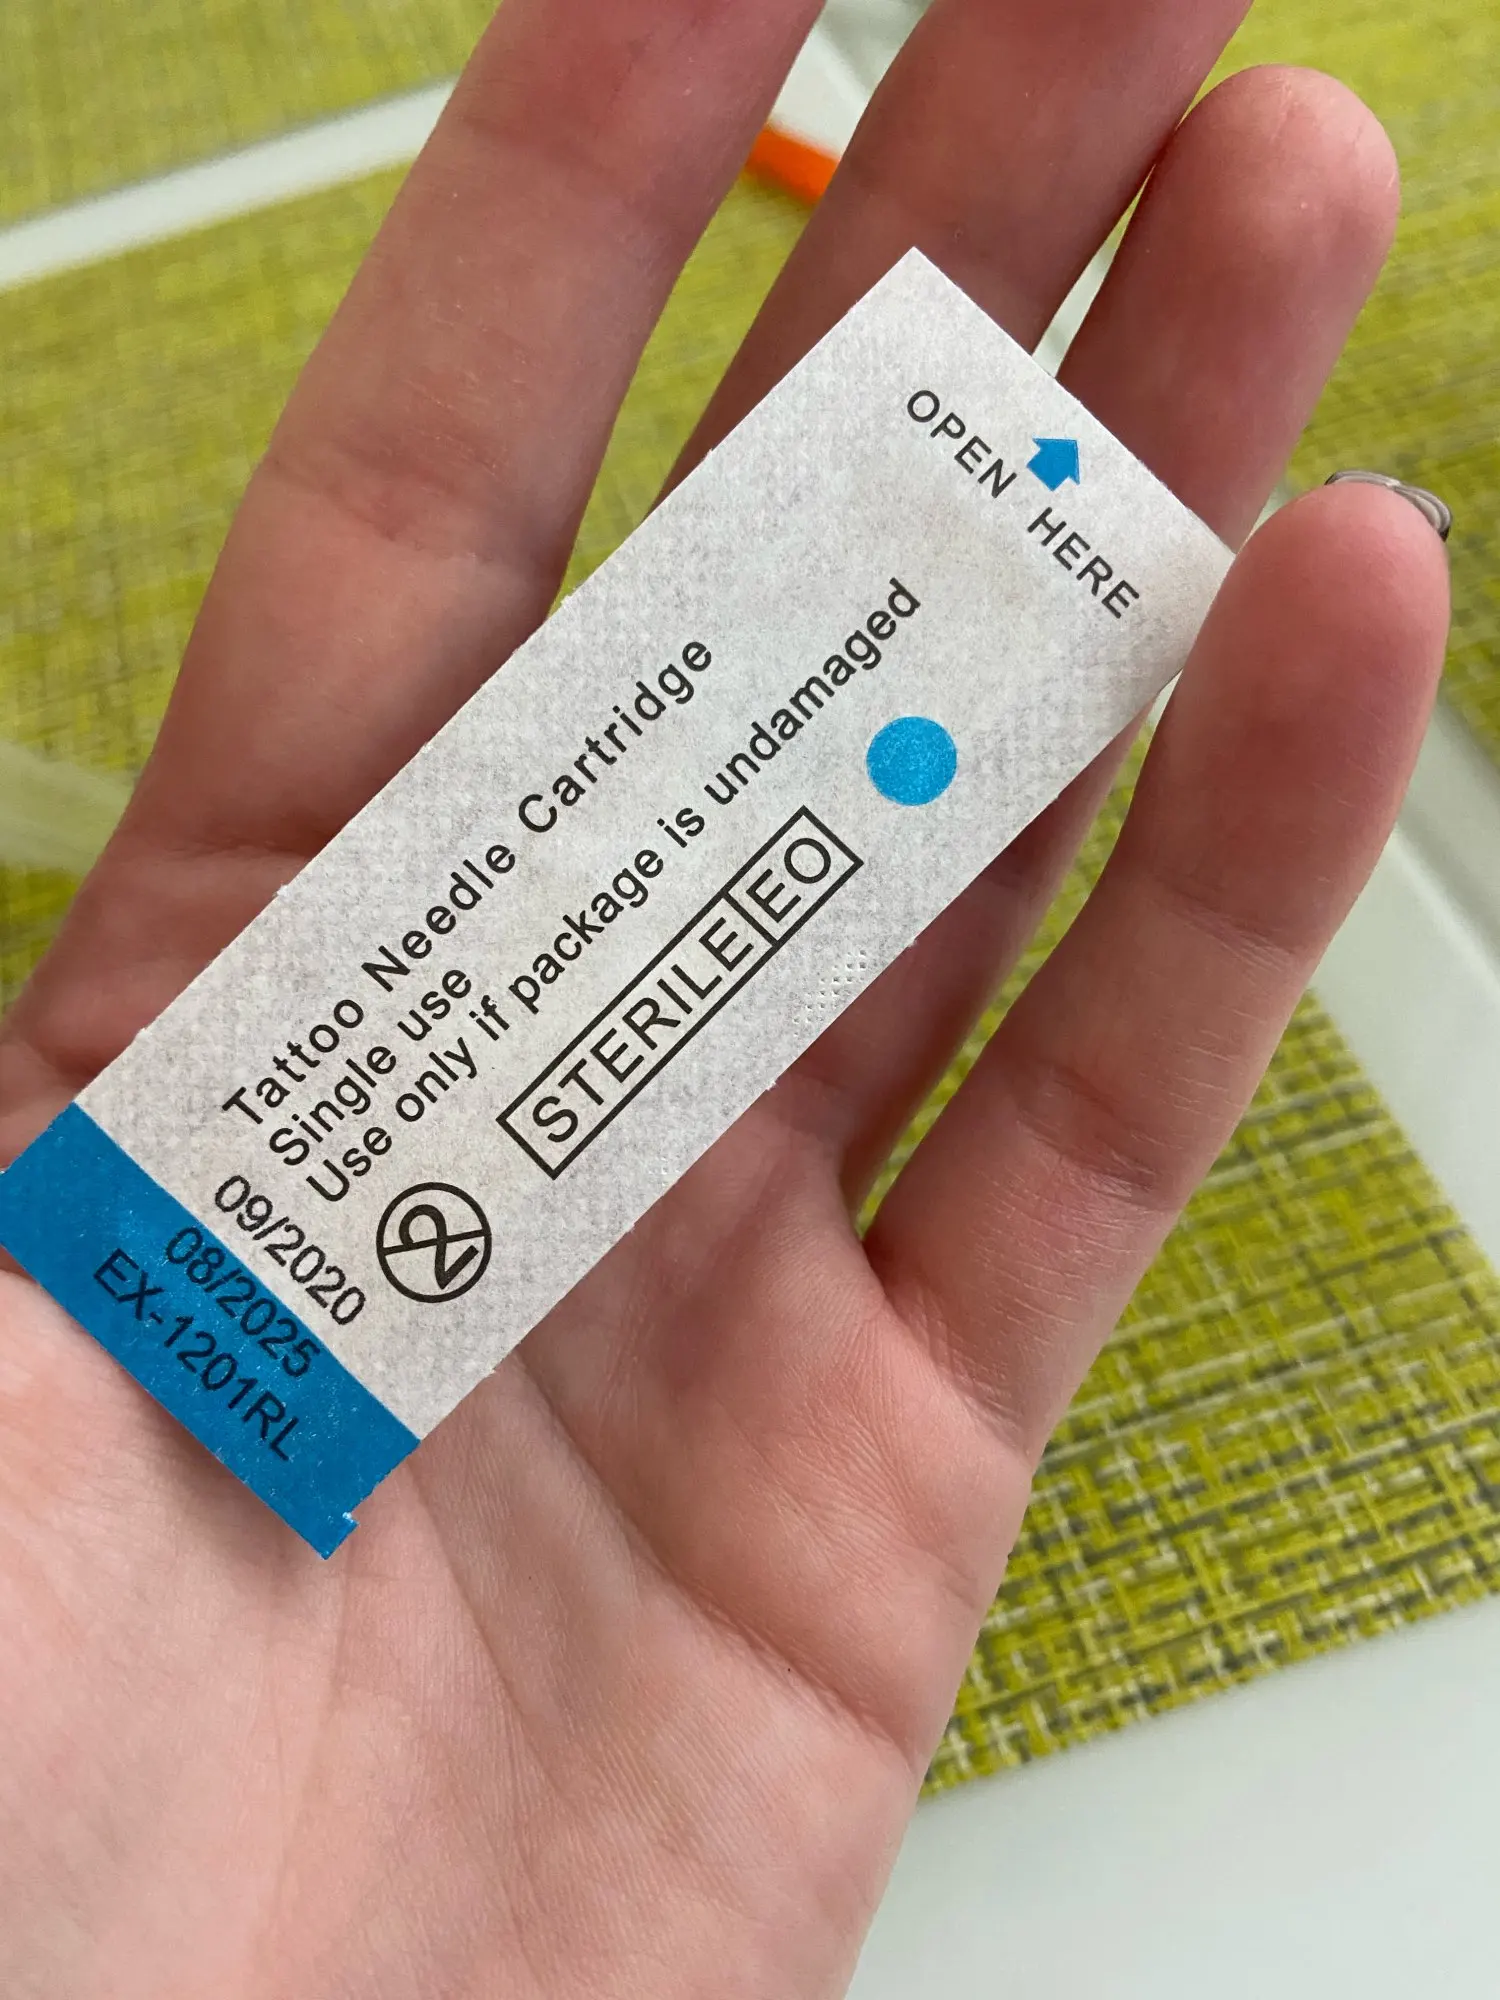 OPEN HERE
Tattoo Needle Cartridge
Single use
Use only if package is undamaged
STERILE EO
2
09/2020
08/2025
EX-1201RL